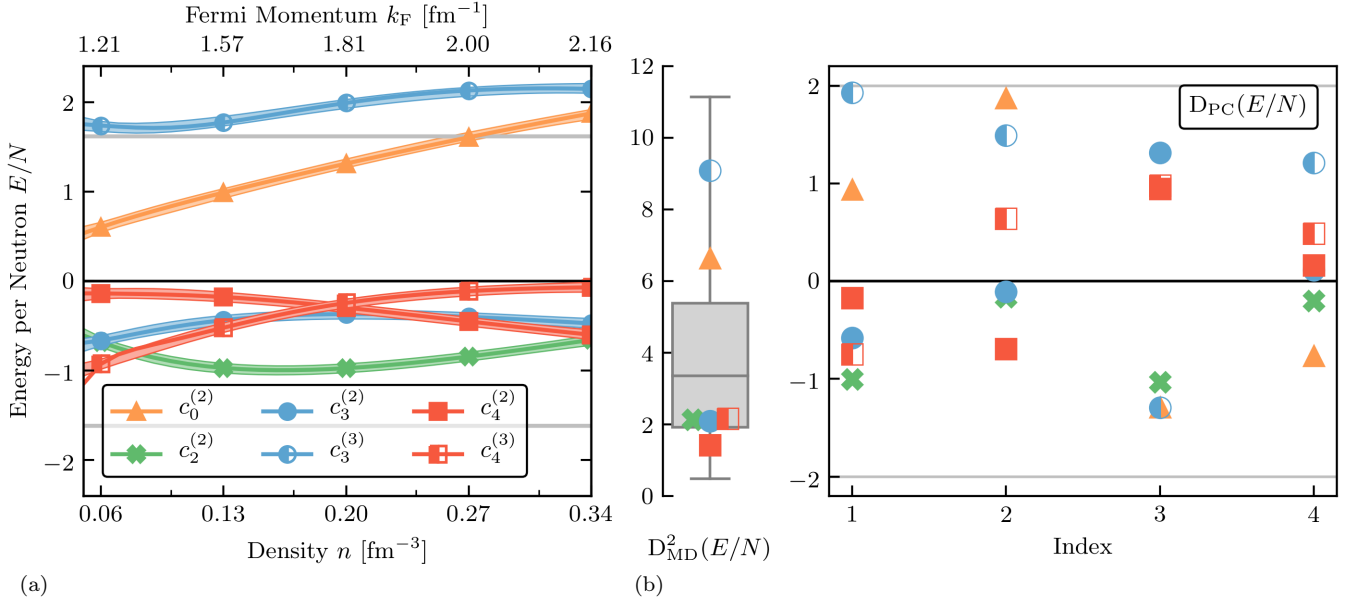 Fermi Momentum k_F [fm⁻¹]
1.21 1.57 1.81 2.00 2.16
Energy per Neutron E/N
2
1
0
−1
−2
c_0^(2) c_3^(2) c_4^(2)
c_2^(2) c_3^(3) c_4^(3)
0.06 0.13 0.20 0.27 0.34
Density n [fm⁻³]
(a)
12
10
8
6
4
2
0
D²_MD(E/N)
(b)
D_PC(E/N)
2
1
0
−1
−2
1 2 3 4
Index